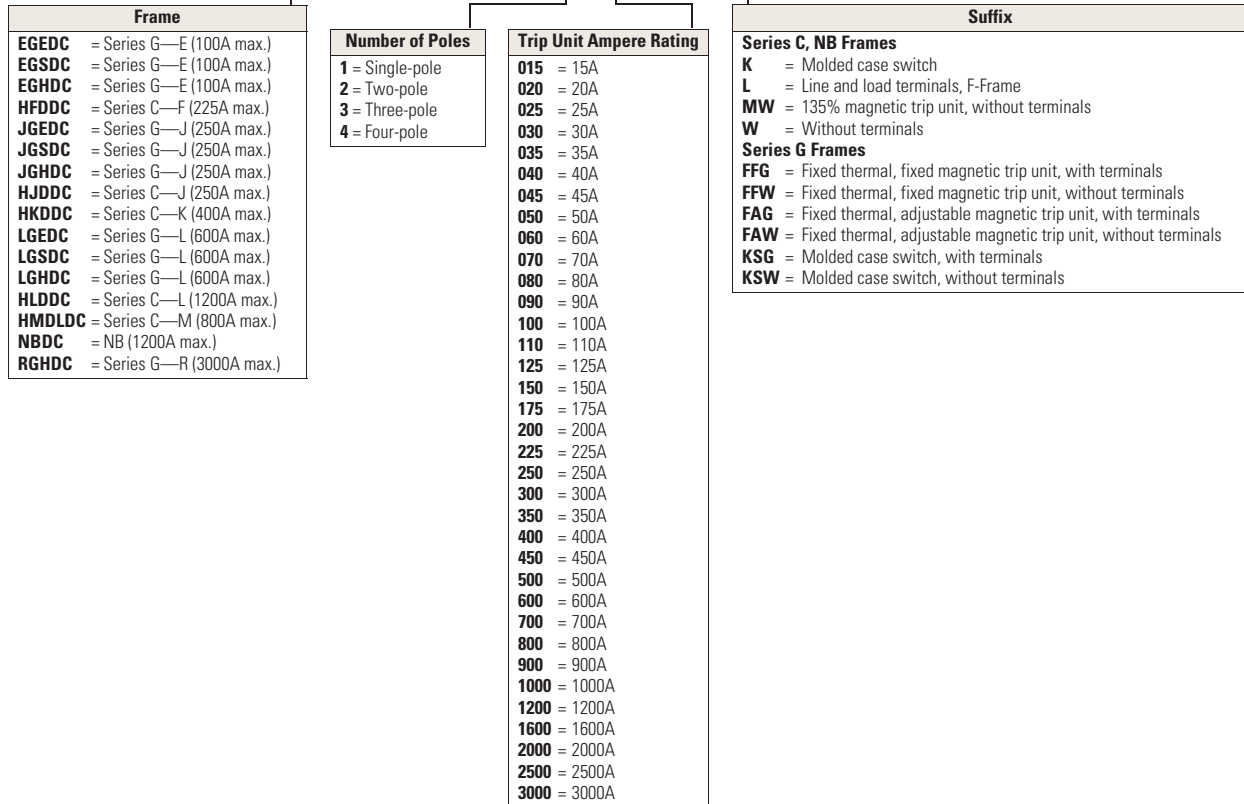 Frame
EGEDC = Series G—E (100A max.)
EGSDC = Series G—E (100A max.)
EGHDC = Series G—E (100A max.)
HFDDC = Series C—F (225A max.)
JGEDC = Series G—J (250A max.)
JGSDC = Series G—J (250A max.)
JGHDC = Series G—J (250A max.)
HJDDC = Series C—J (250A max.)
HKDDC = Series C—K (400A max.)
LGEDC = Series G—L (600A max.)
LGSDC = Series G—L (600A max.)
LGHDC = Series G—L (600A max.)
HLDDC = Series C—L (1200A max.)
HMDLDC = Series C—M (800A max.)
NBDC = NB (1200A max.)
RGHDC = Series G—R (3000A max.)
Number of Poles
1 = Single-pole
2 = Two-pole
3 = Three-pole
4 = Four-pole
Trip Unit Ampere Rating
015 = 15A
020 = 20A
025 = 25A
030 = 30A
035 = 35A
040 = 40A
045 = 45A
050 = 50A
060 = 60A
070 = 70A
080 = 80A
090 = 90A
100 = 100A
110 = 110A
125 = 125A
150 = 150A
175 = 175A
200 = 200A
225 = 225A
250 = 250A
300 = 300A
350 = 350A
400 = 400A
450 = 450A
500 = 500A
600 = 600A
700 = 700A
800 = 800A
900 = 900A
1000 = 1000A
1200 = 1200A
1600 = 1600A
2000 = 2000A
2500 = 2500A
3000 = 3000A
Suffix
Series C, NB Frames
K = Molded case switch
L = Line and load terminals, F-Frame
MW = 135% magnetic trip unit, without terminals
W = Without terminals
Series G Frames
FFG = Fixed thermal, fixed magnetic trip unit, with terminals
FFW = Fixed thermal, fixed magnetic trip unit, without terminals
FAG = Fixed thermal, adjustable magnetic trip unit, with terminals
FAW = Fixed thermal, adjustable magnetic trip unit, without terminals
KSG = Molded case switch, with terminals
KSW = Molded case switch, without terminals